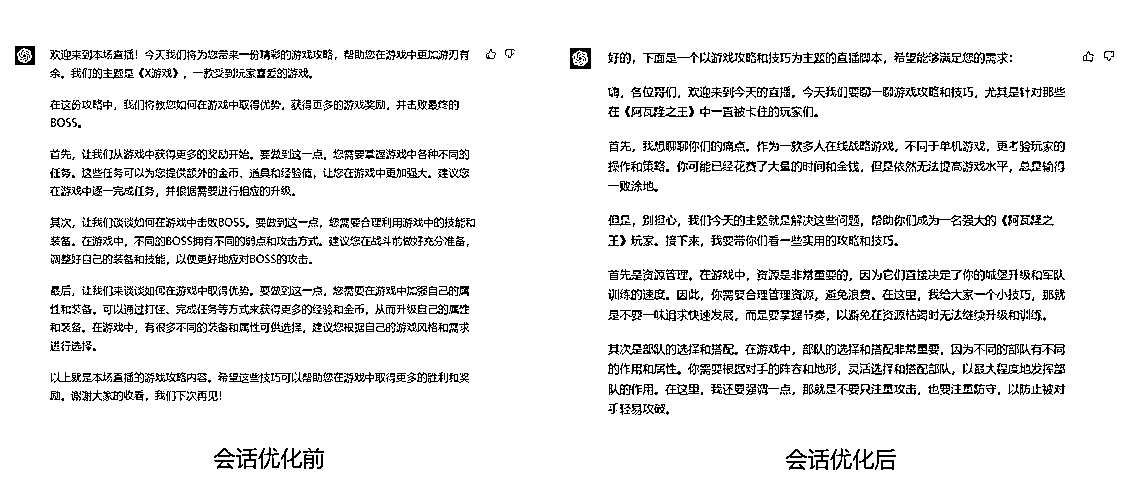 欢迎来到本场直播！今天我们将为您带来一份精彩的游戏攻略，帮助您在游戏中更加游刃有
余。我们的主题是《X游戏》，一款受到玩家喜爱的游戏。
在这份攻略中，我们将教您如何在游戏中取得优势，获得更多的游戏奖励，并击败最终的
BOSS。
首先，让我们从游戏中获得更多的奖励开始。要做到这一点，您需要掌握游戏中各种不同的
任务。这些任务可以为您提供额外的金币、道具和经验值，让您在游戏中更加强大。建议您
在游戏中逐一完成任务，并根据需要进行相应的升级。
其次，让我们谈谈如何在游戏中击败BOSS。要做到这一点，您需要合理利用游戏中的技能和
装备。在游戏中，不同的BOSS拥有不同的弱点和攻击方式。建议您在战斗前做好充分准备，
调整好自己的装备和技能，以便更好地应对BOSS的攻击。
最后，让我们来谈谈如何在游戏中取得优势。要做到这一点，您需要在游戏中加强自己的属
性和装备。可以通过打怪、完成任务等方式来获得更多的经验和金币，从而升级自己的属性
和装备。在游戏中，有很多不同的装备和属性可供选择，建议您根据自己的游戏风格和需求
进行选择。
以上就是本场直播的游戏攻略内容。希望这些技巧可以帮助您在游戏中取得更多的胜利和奖
励。谢谢大家的收看，我们下次再见！
会话优化前
好的，下面是一个以游戏攻略和技巧为主题的直播脚本，希望能够满足您的需求：
嗨，各位哥们，欢迎来到今天的直播。今天我们要聊一聊游戏攻略和技巧，尤其是针对那些
在《阿瓦隆之王》中一直被卡住的玩家们。
首先，我想聊聊你们的痛点。作为一款多人在线战略游戏，不同于单机游戏，更考验玩家的
操作和策略。你可能已经花费了大量的时间和金钱，但是依然无法提高游戏水平，总是输得
一败涂地。
但是，别担心，我们今天的主题就是解决这些问题，帮助你们成为一名强大的《阿瓦隆之
王》玩家。接下来，我要带你们看一些实用的攻略和技巧。
首先是资源管理。在游戏中，资源是非常重要的，因为它们直接决定了你的城堡升级和军队
训练的速度。因此，你需要合理管理资源，避免浪费。在这里，我给大家一个小技巧，那就
是不要一味追求快速发展，而是要掌握节奏，以避免在资源枯竭时无法继续升级和训练。
其次是部队的选择和搭配。在游戏中，部队的选择和搭配非常重要，因为不同的部队有不同
的作用和属性。你需要根据对手的阵容和地形，灵活选择和搭配部队，以最大程度地发挥部
队的作用。在这里，我还要强调一点，那就是不要只注重攻击，也要注重防守，以防止被对
手轻易攻破。
会话优化后